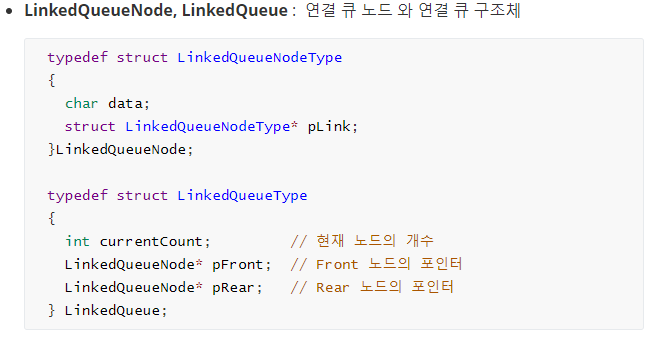 • LinkedQueueNode, LinkedQueue : 연결 큐 노드 와 연결 큐 구조체
typedef struct LinkedQueueNodeType
{
  char data;
  struct LinkedQueueNodeType* pLink;
}LinkedQueueNode;

typedef struct LinkedQueueType
{
  int currentCount;         // 현재 노드의 개수
  LinkedQueueNode* pFront;  // Front 노드의 포인터
  LinkedQueueNode* pRear;   // Rear 노드의 포인터
} LinkedQueue;